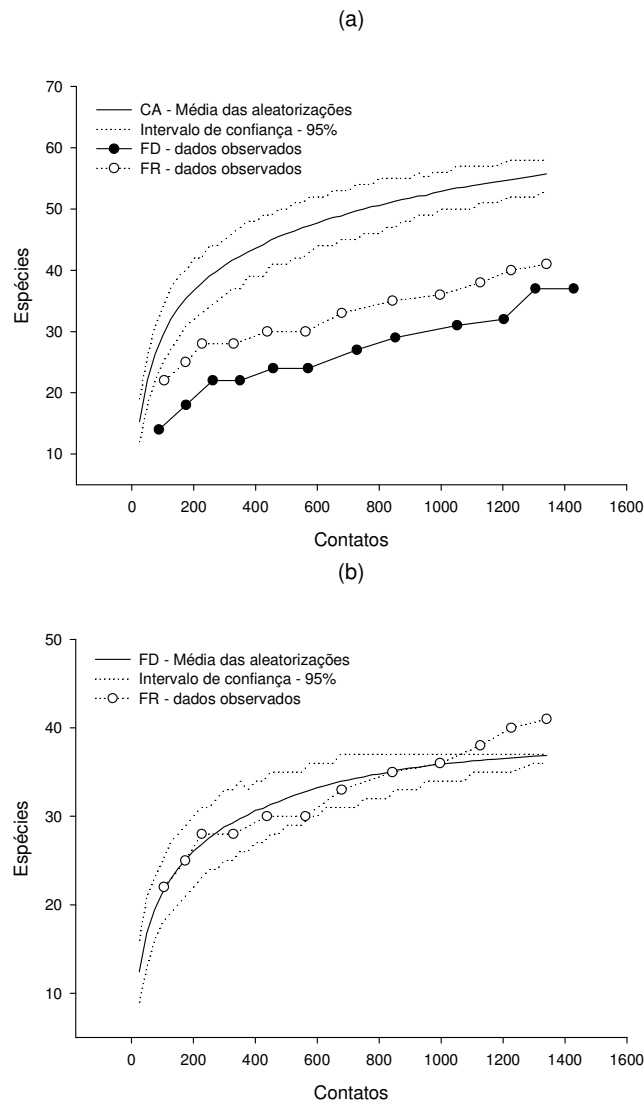 (a)
70
60
50
40
30
20
10
Espécies
CA - Média das aleatorizações
Intervalo de confiança - 95%
FD - dados observados
FR - dados observados
0 200 400 600 800 1000 1200 1400 1600
Contatos
(b)
50
40
30
20
10
Espécies
FD - Média das aleatorizações
Intervalo de confiança - 95%
FR - dados observados
0 200 400 600 800 1000 1200 1400 1600
Contatos